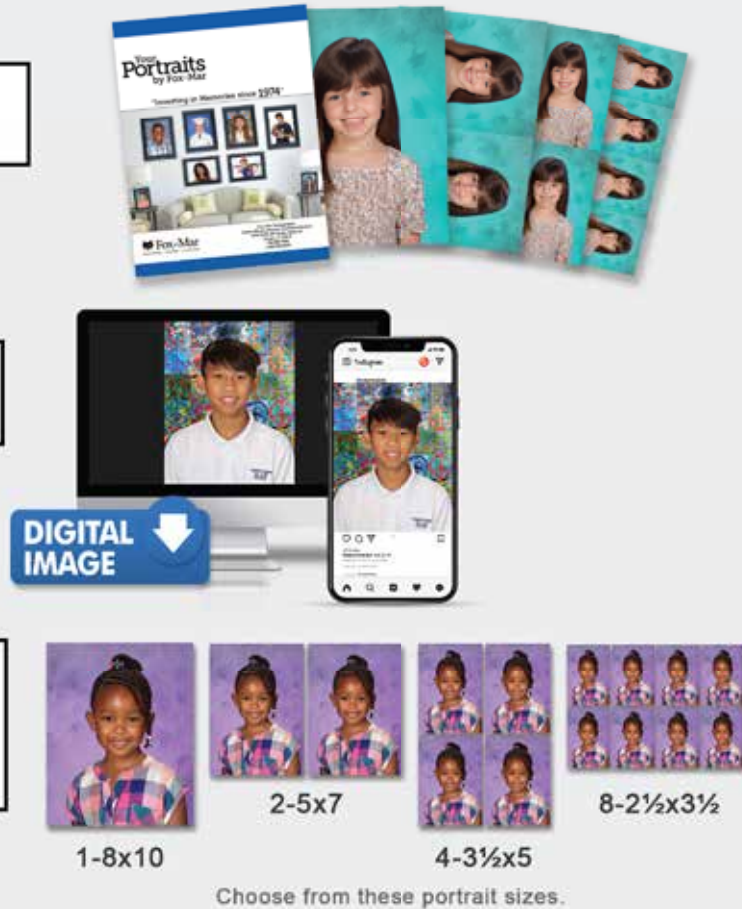 Your
Portraits
by Fox-Mar
"Investing in Memories since 1974"
Fox-Mar
Instagram
DIGITAL
IMAGE
1-8x10
2-5x7
4-3½x5
8-2½x3½
Choose from these portrait sizes.